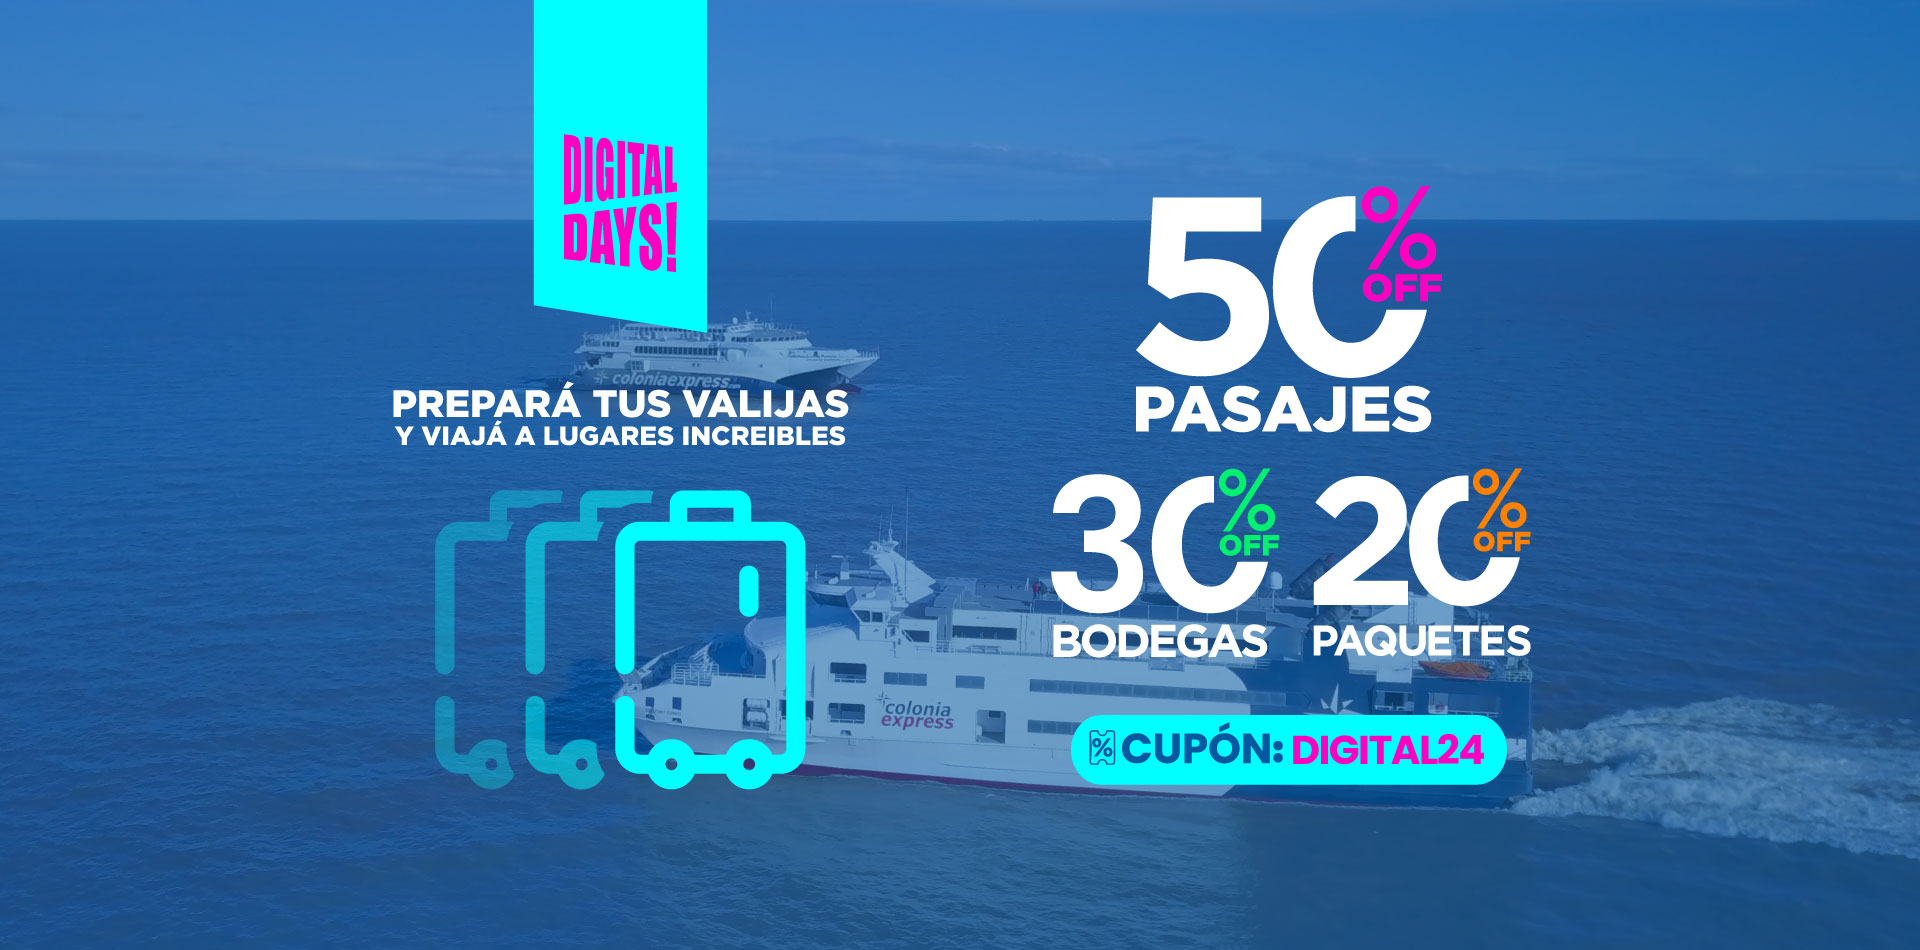 DIGITAL
DAYS!
PREPARÁ TUS VALIJAS
Y VIAJÁ A LUGARES INCREIBLES
50% OFF
PASAJES
30% OFF
BODEGAS
20% OFF
PAQUETES
CUPÓN: DIGITAL24
coloniaexpress
colonia
express